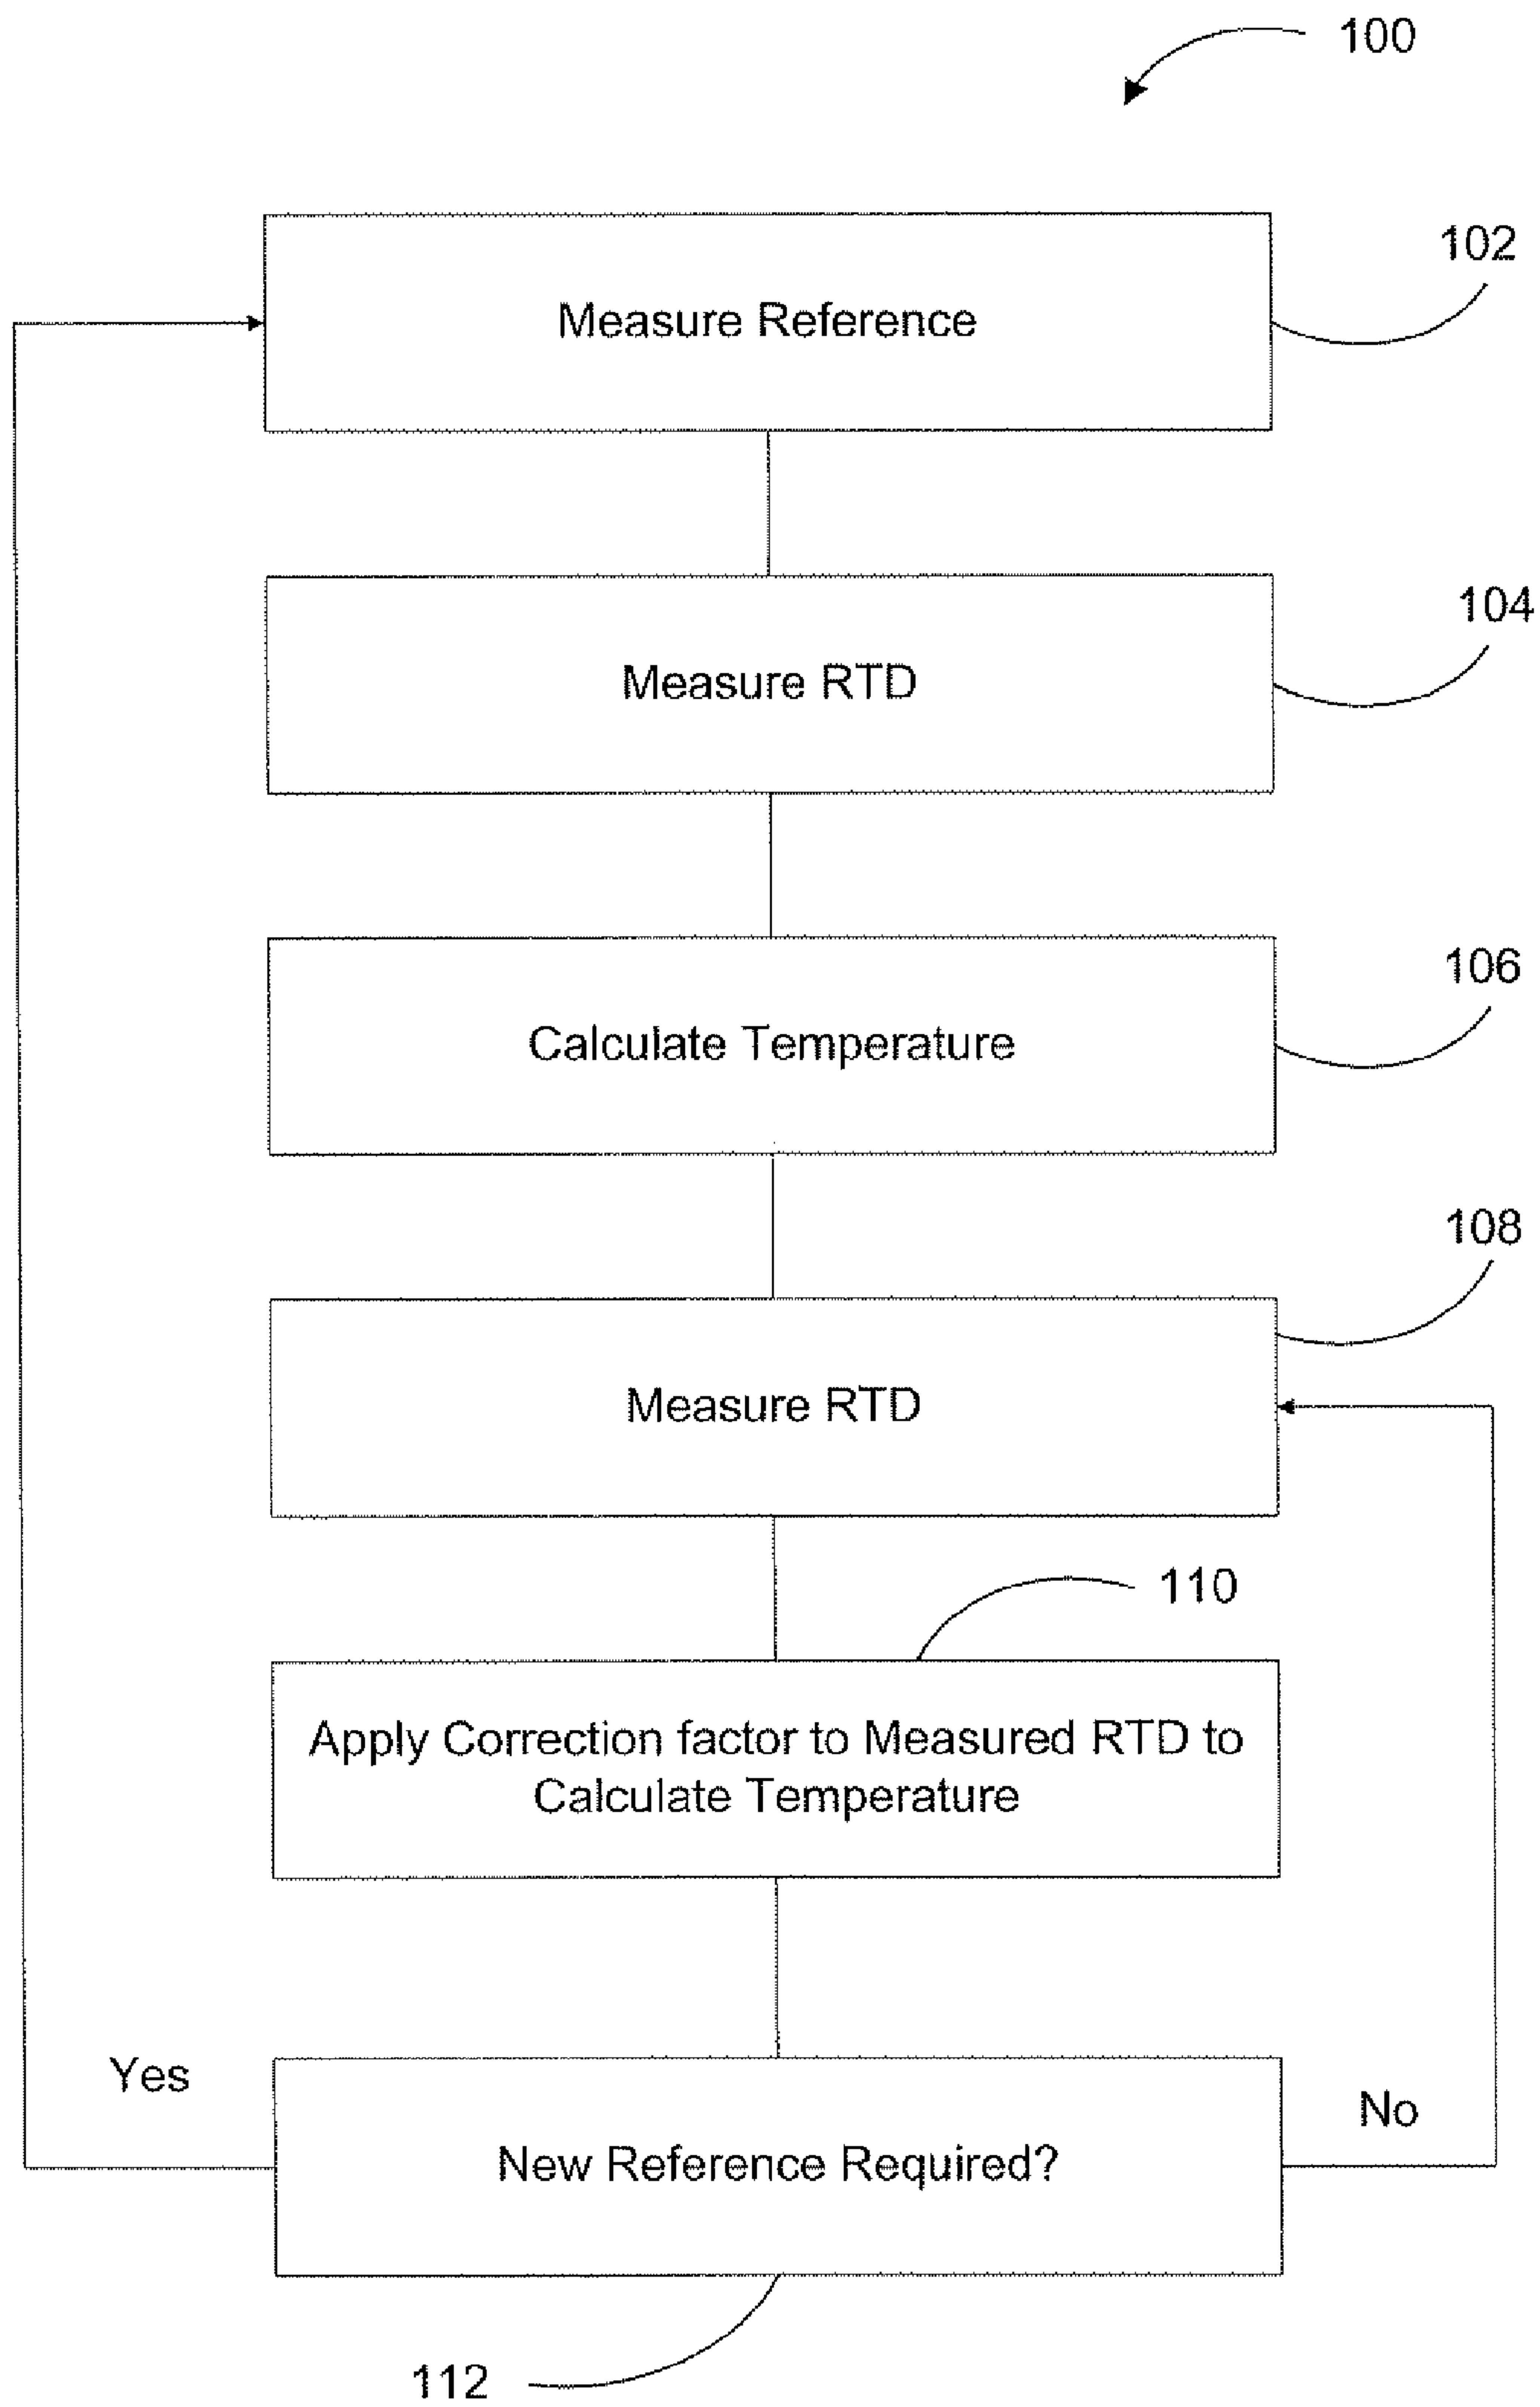 100
102
Measure Reference
104
Measure RTD
106
Calculate Temperature
108
Measure RTD
110
Apply Correction factor to Measured RTD to
Calculate Temperature
Yes
No
New Reference Required?
112